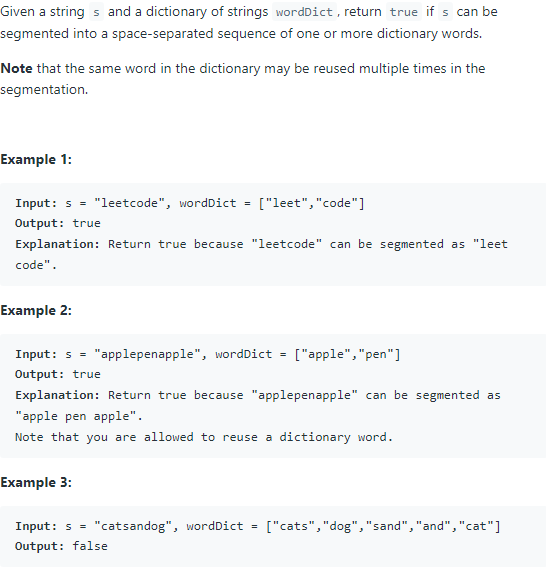 Given a string s and a dictionary of strings wordDict, return true if s can be
segmented into a space-separated sequence of one or more dictionary words.
Note that the same word in the dictionary may be reused multiple times in the
segmentation.
Example 1:
Input: s = "leetcode", wordDict = ["leet","code"]
Output: true
Explanation: Return true because "leetcode" can be segmented as "leet
code".
Example 2:
Input: s = "applepenapple", wordDict = ["apple","pen"]
Output: true
Explanation: Return true because "applepenapple" can be segmented as
"apple pen apple".
Note that you are allowed to reuse a dictionary word.
Example 3:
Input: s = "catsandog", wordDict = ["cats","dog","sand","and","cat"]
Output: false